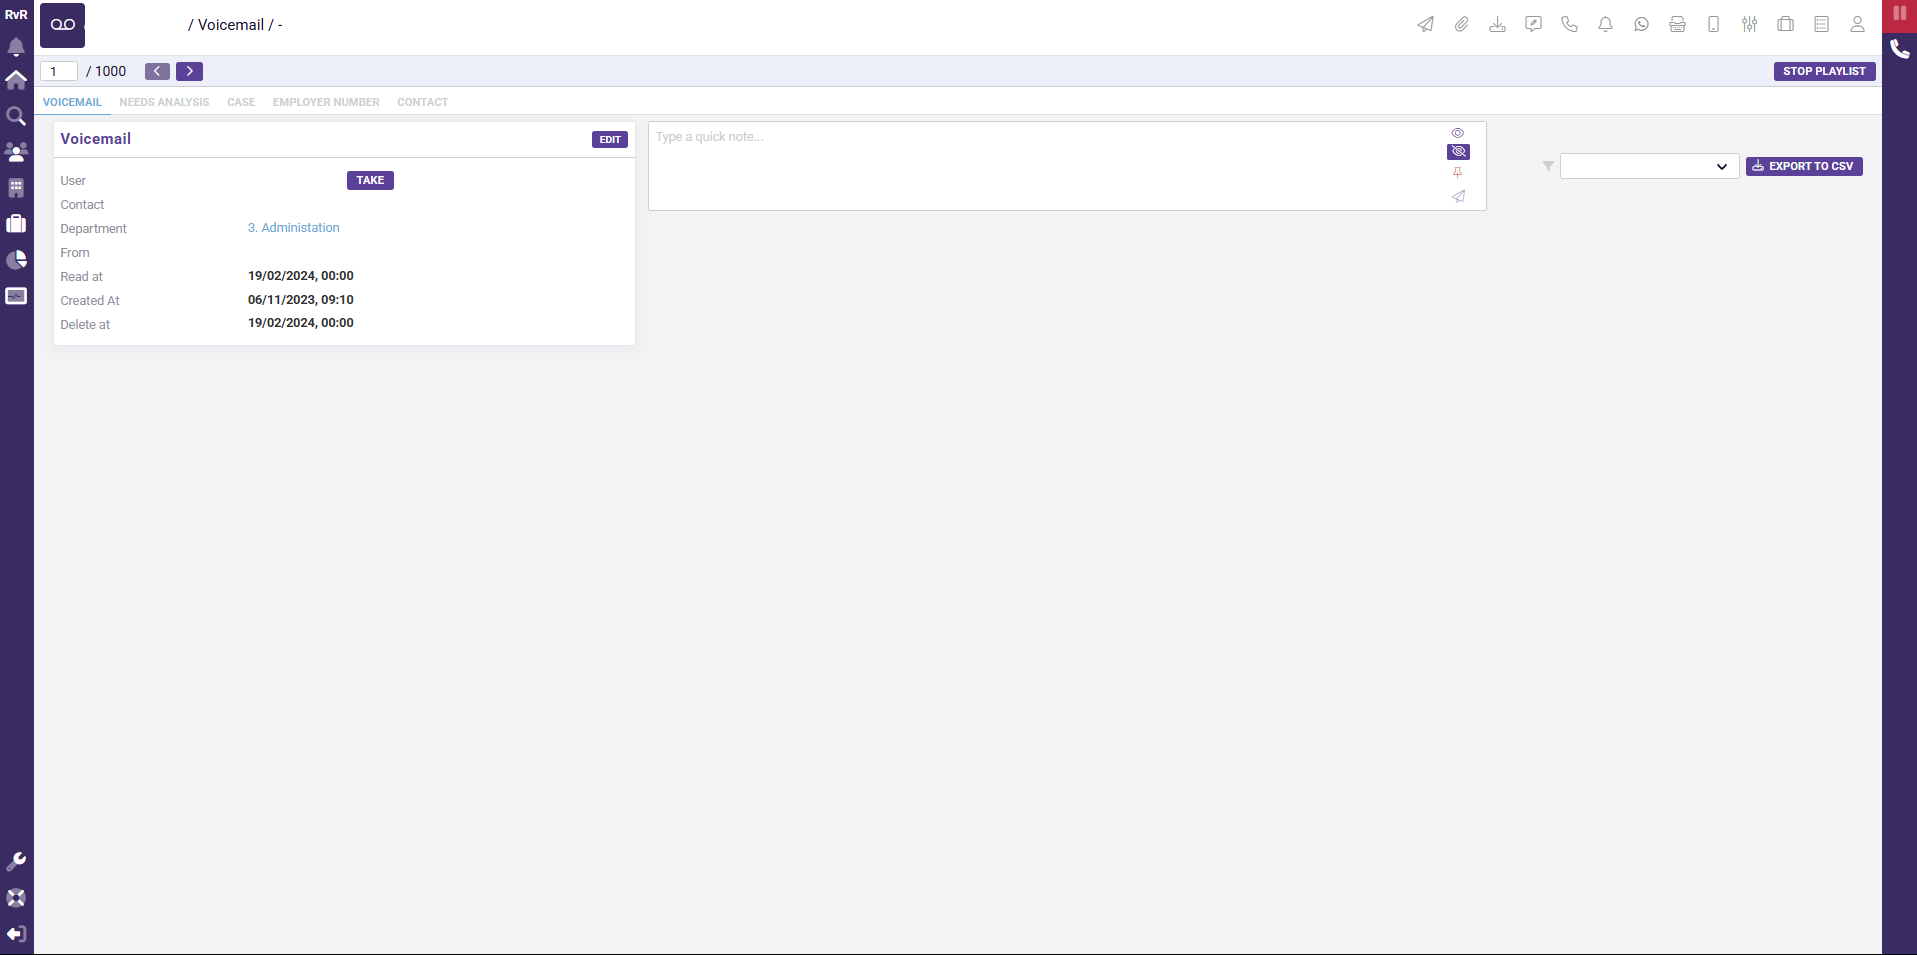 RvR
/ Voicemail / -
1 / 1000
STOP PLAYLIST
VOICEMAIL NEEDS ANALYSIS CASE EMPLOYER NUMBER CONTACT
Voicemail EDIT
User TAKE
Contact
Department 3. Administation
From
Read at 19/02/2024, 00:00
Created At 06/11/2023, 09:10
Delete at 19/02/2024, 00:00
Type a quick note...
EXPORT TO CSV